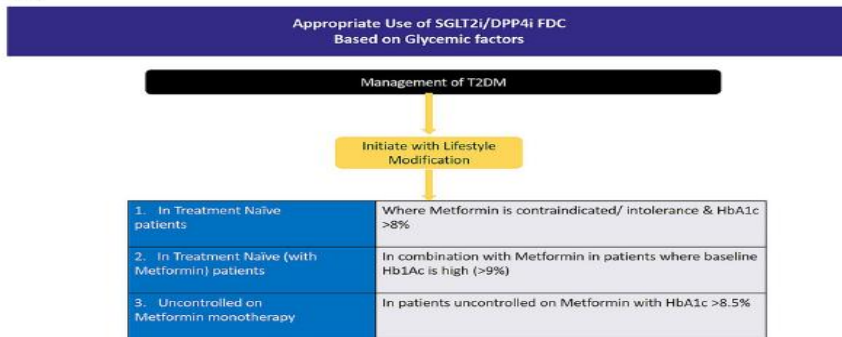 Appropriate Use of SGLT2i/DPP4i FDC
Based on Glycemic factors
Management of T2DM
Initiate with Lifestyle
Modification
1. In Treatment Naïve
patients
Where Metformin is contraindicated/ intolerance & HbA1c
>8%
2. In Treatment Naïve (with
Metformin) patients
In combination with Metformin in patients where baseline
Hb1Ac is high (>9%)
3. Uncontrolled on
Metformin monotherapy
In patients uncontrolled on Metformin with HbA1c >8.5%